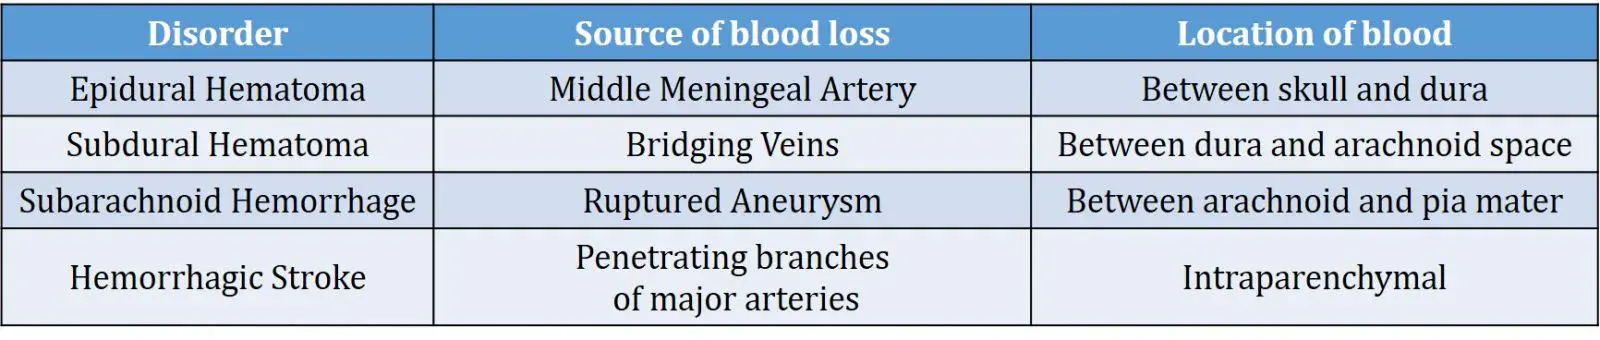 Disorder Source of blood loss Location of blood
Epidural Hematoma Middle Meningeal Artery Between skull and dura
Subdural Hematoma Bridging Veins Between dura and arachnoid space
Subarachnoid Hemorrhage Ruptured Aneurysm Between arachnoid and pia mater
Hemorrhagic Stroke
Penetrating branches
of major arteries
Intraparenchymal